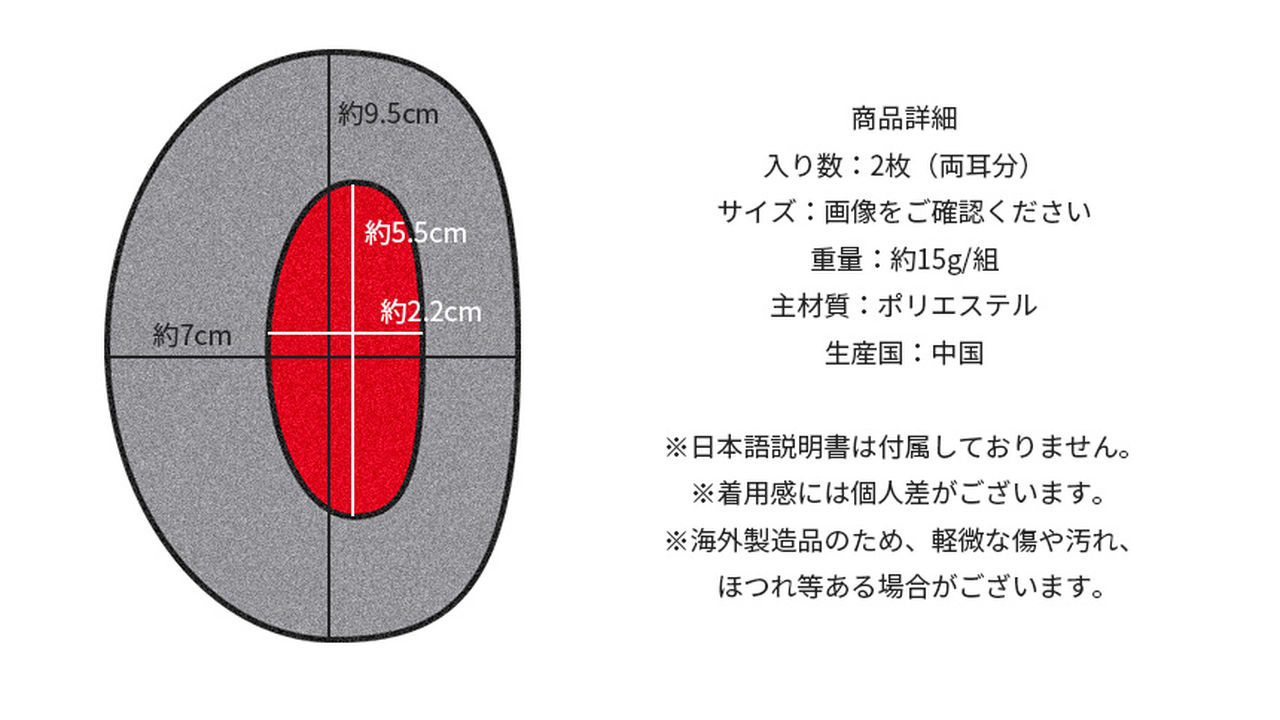 約9.5cm
約5.5cm
約2.2cm
約7cm
商品詳細
入り数：2枚（両耳分）
サイズ：画像をご確認ください
重量：約15g/組
主材質：ポリエステル
生産国：中国
※日本語説明書は付属しておりません。
※着用感には個人差がございます。
※海外製造品のため、軽微な傷や汚れ、
ほつれ等ある場合がございます。